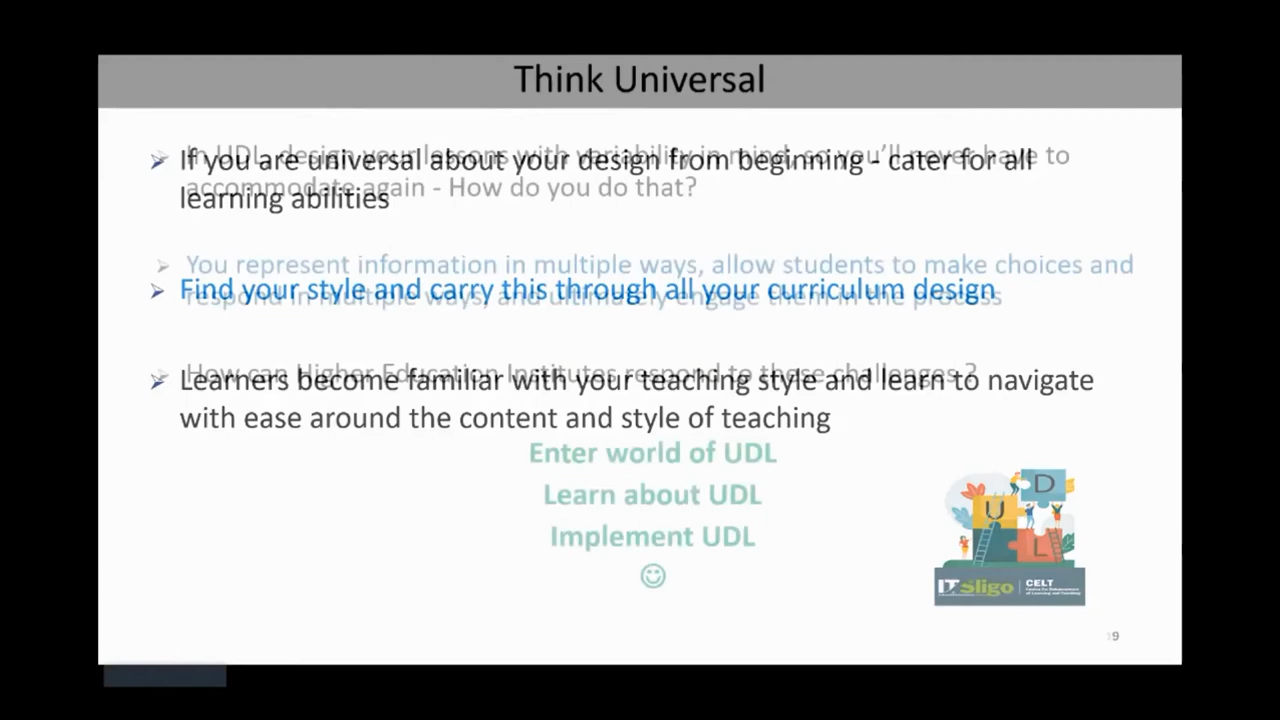 Think Universal
If you are universal about your design from beginning - cater for all
learning abilities
In UDL, design your lessons with variability in mind, so you'll never have to
accommodate again - How do you do that?
You represent information in multiple ways, allow students to make choices and
respond in multiple ways, and ultimately engage them in the process
Find your style and carry this through all your curriculum design
How can Higher Education Institutes respond to these challenges?
Learners become familiar with your teaching style and learn to navigate
with ease around the content and style of teaching
Enter world of UDL
Learn about UDL
Implement UDL
U D L
IT Sligo CELT
Centre for Enhancement
of Learning and Teaching
9